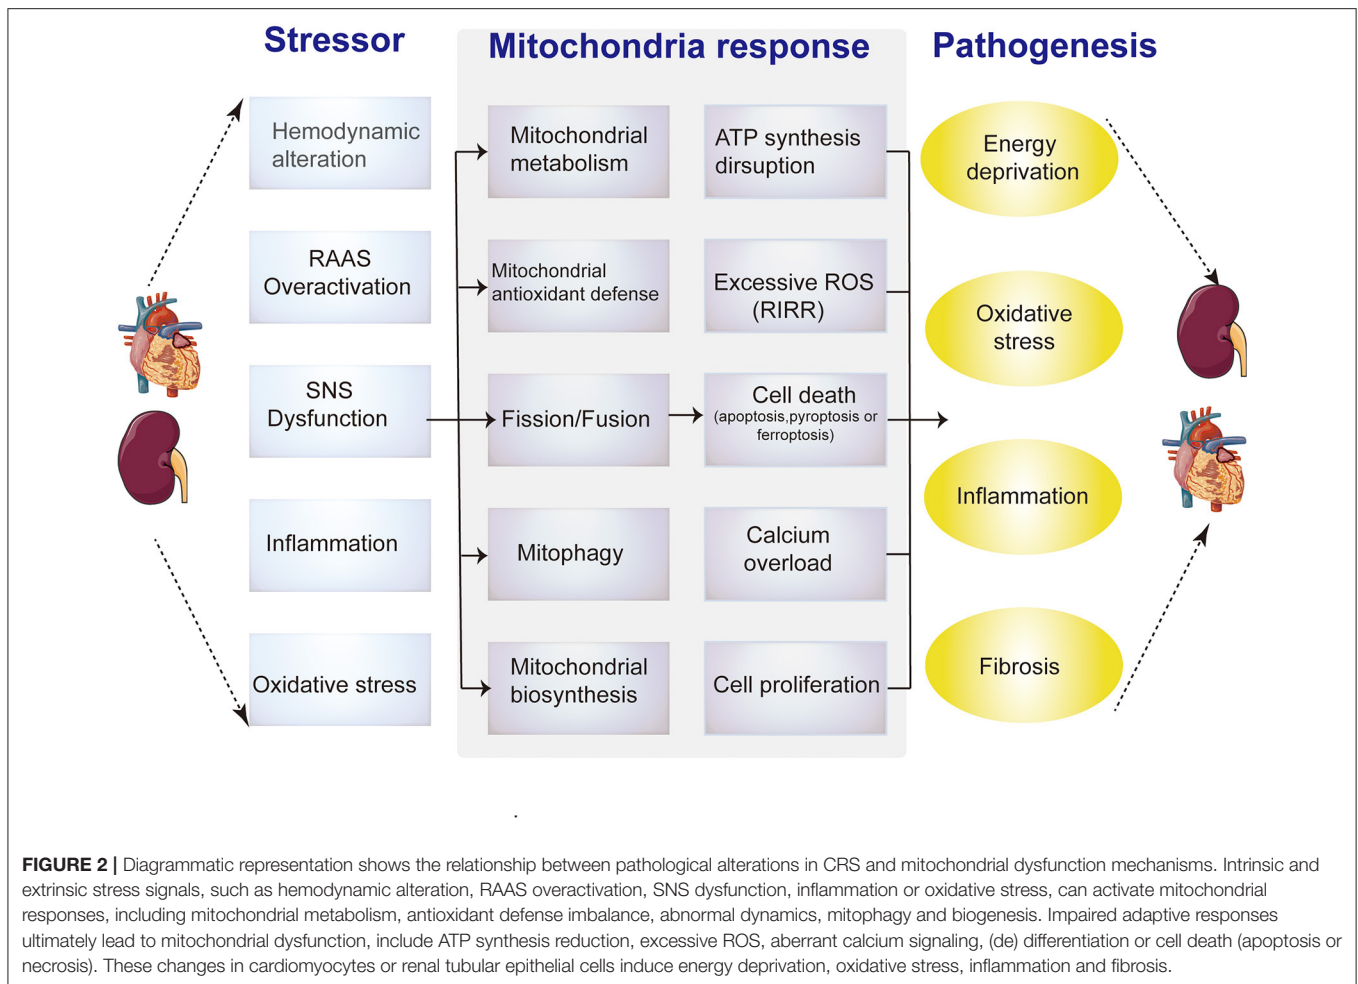 Stressor
Mitochondria response
Pathogenesis
Hemodynamic
alteration
RAAS
Overactivation
SNS
Dysfunction
Inflammation
Oxidative stress
Mitochondrial
metabolism
Mitochondrial
antioxidant defense
Fission/Fusion
Mitophagy
Mitochondrial
biosynthesis
ATP synthesis
dirsuption
Excessive ROS
(RIRR)
Cell death
(apoptosis,pyroptosis or
ferroptosis)
Calcium
overload
Cell proliferation
Energy
deprivation
Oxidative
stress
Inflammation
Fibrosis
FIGURE 2 | Diagrammatic representation shows the relationship between pathological alterations in CRS and mitochondrial dysfunction mechanisms. Intrinsic and
extrinsic stress signals, such as hemodynamic alteration, RAAS overactivation, SNS dysfunction, inflammation or oxidative stress, can activate mitochondrial
responses, including mitochondrial metabolism, antioxidant defense imbalance, abnormal dynamics, mitophagy and biogenesis. Impaired adaptive responses
ultimately lead to mitochondrial dysfunction, include ATP synthesis reduction, excessive ROS, aberrant calcium signaling, (de) differentiation or cell death (apoptosis or
necrosis). These changes in cardiomyocytes or renal tubular epithelial cells induce energy deprivation, oxidative stress, inflammation and fibrosis.